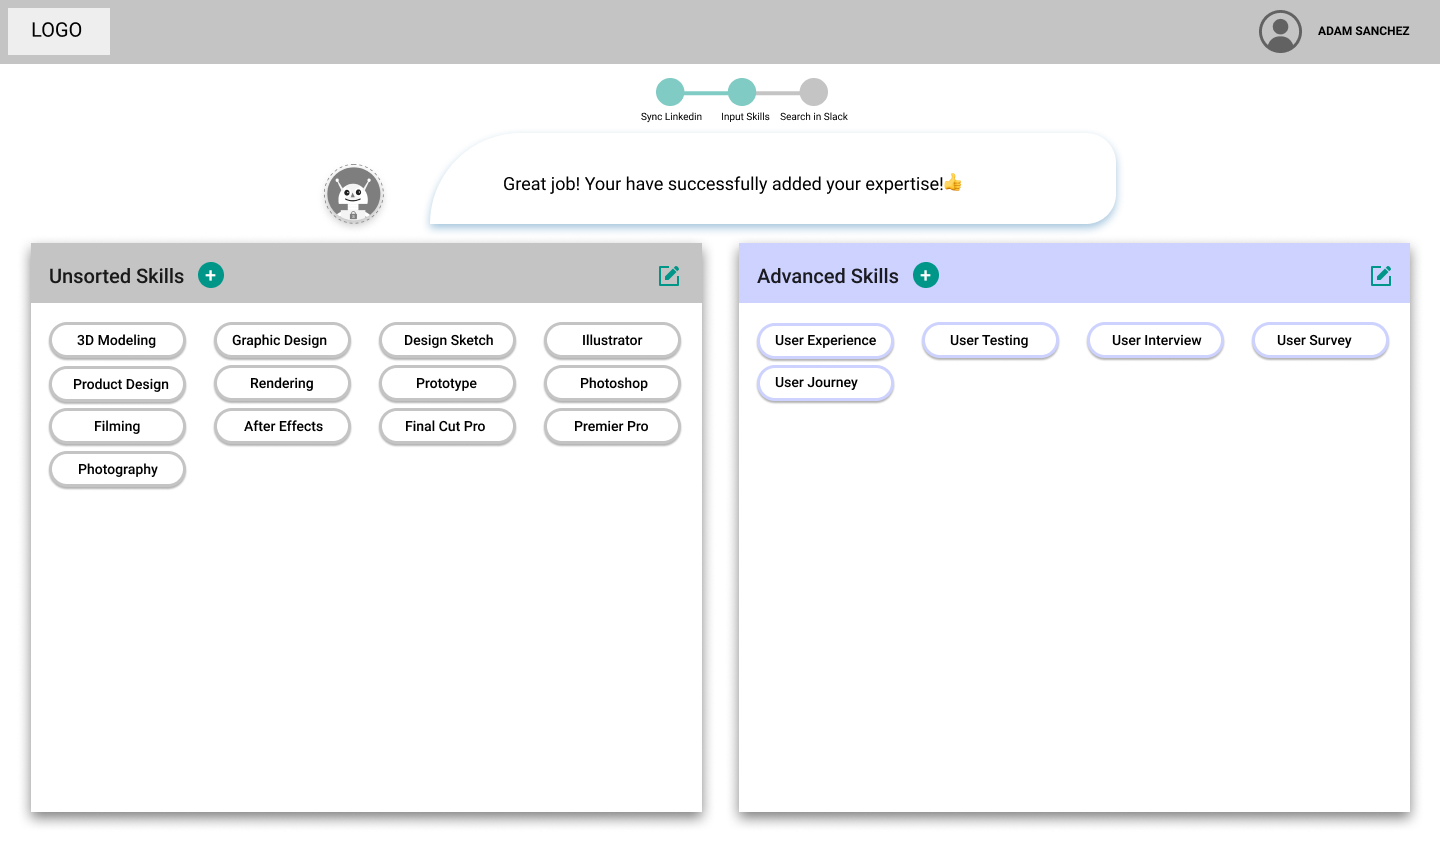 LOGO
ADAM SANCHEZ
Sync Linkedin Input Skills Search in Slack
Great job! Your have successfully added your expertise!👍
Unsorted Skills
3D Modeling Graphic Design Design Sketch Illustrator
Product Design Rendering Prototype Photoshop
Filming After Effects Final Cut Pro Premier Pro
Photography
Advanced Skills
User Experience User Testing User Interview User Survey
User Journey